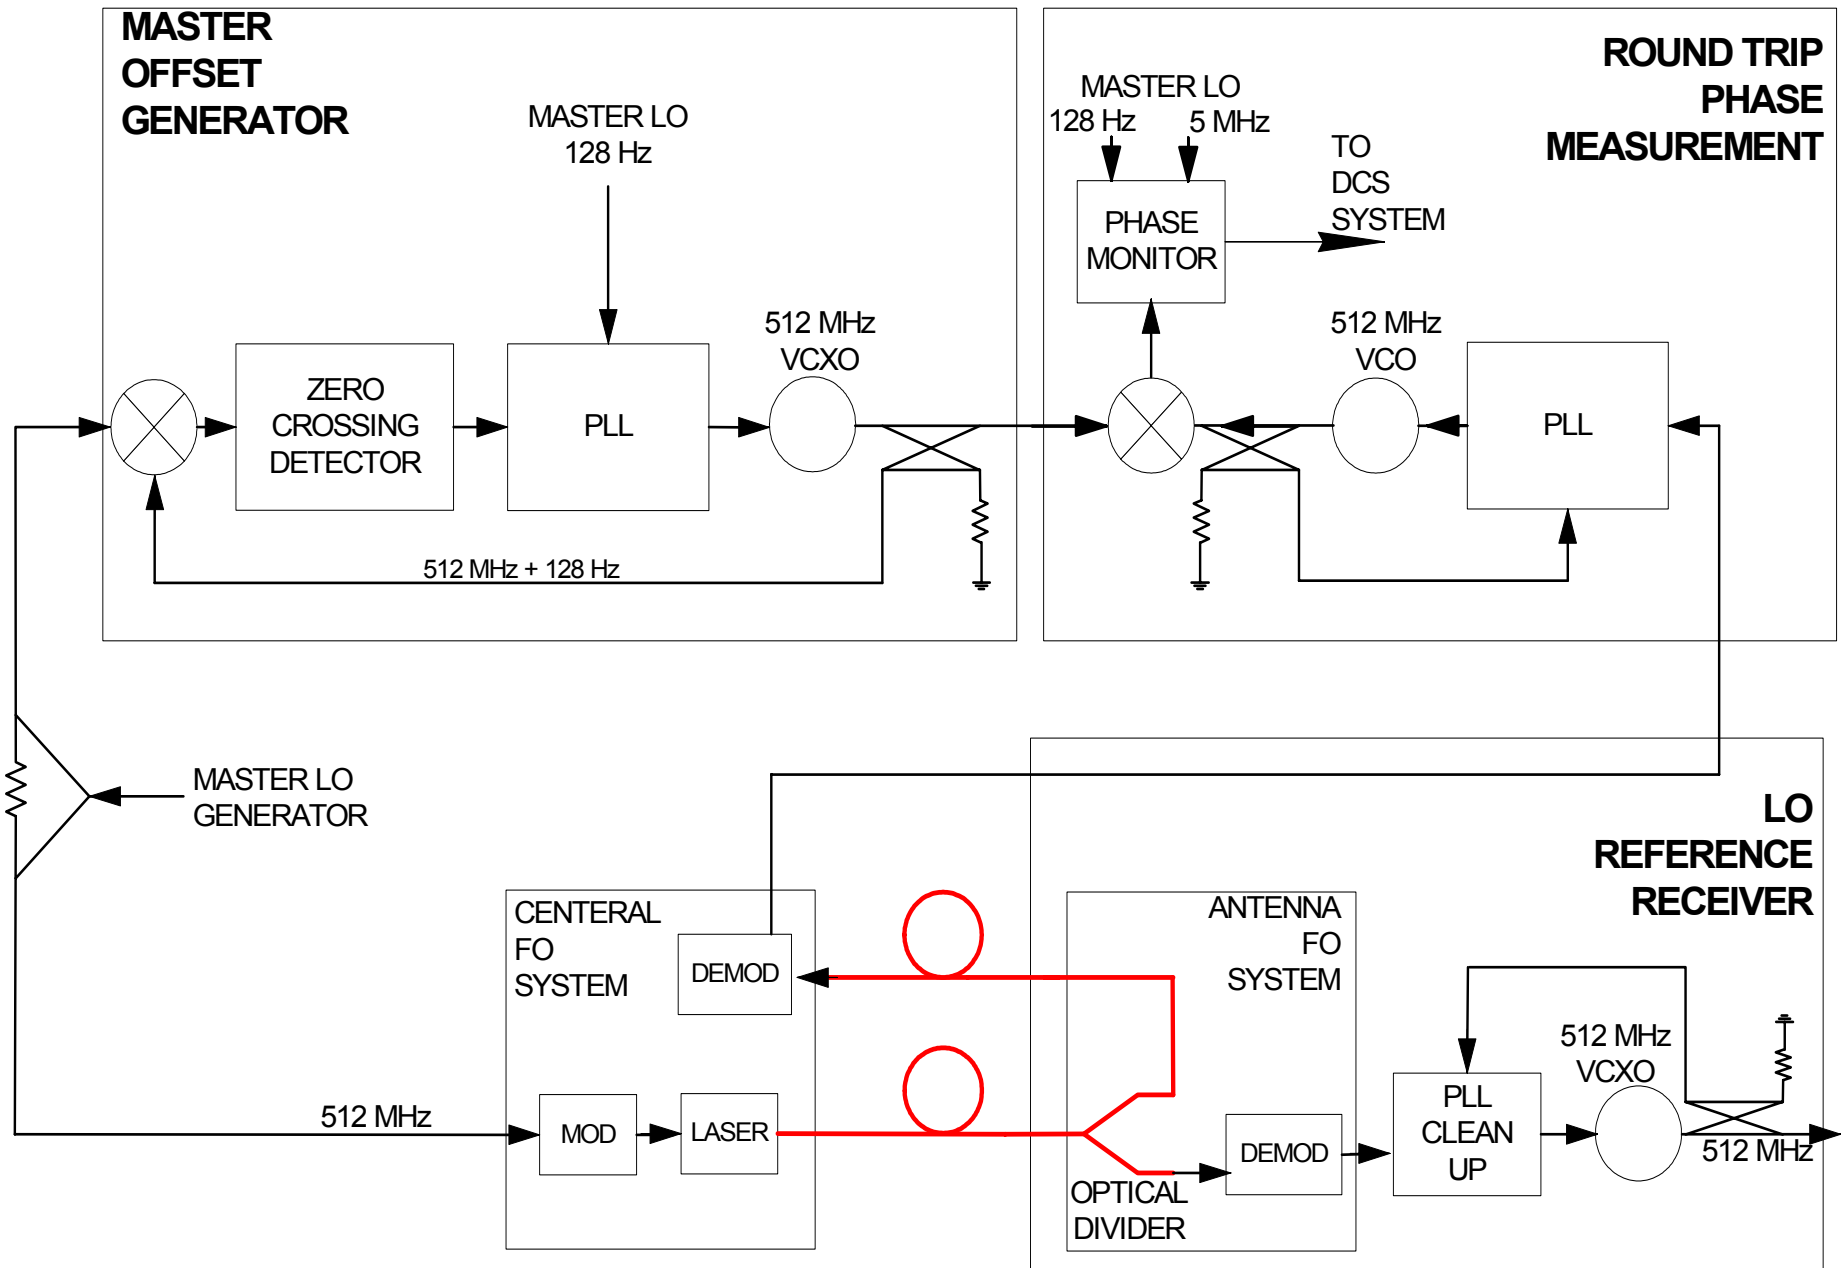 MASTER
OFFSET
GENERATOR
MASTER LO
128 Hz
ZERO
CROSSING
DETECTOR
PLL
512 MHz
VCXO
512 MHz + 128 Hz
ROUND TRIP
PHASE
MEASUREMENT
MASTER LO
128 Hz
5 MHz
TO
DCS
SYSTEM
PHASE
MONITOR
512 MHz
VCO
PLL
MASTER LO
GENERATOR
512 MHz
CENTERAL
FO
SYSTEM
DEMOD
MOD
LASER
LO
REFERENCE
RECEIVER
ANTENNA
FO
SYSTEM
OPTICAL
DIVIDER
DEMOD
PLL
CLEAN
UP
512 MHz
VCXO
512 MHz